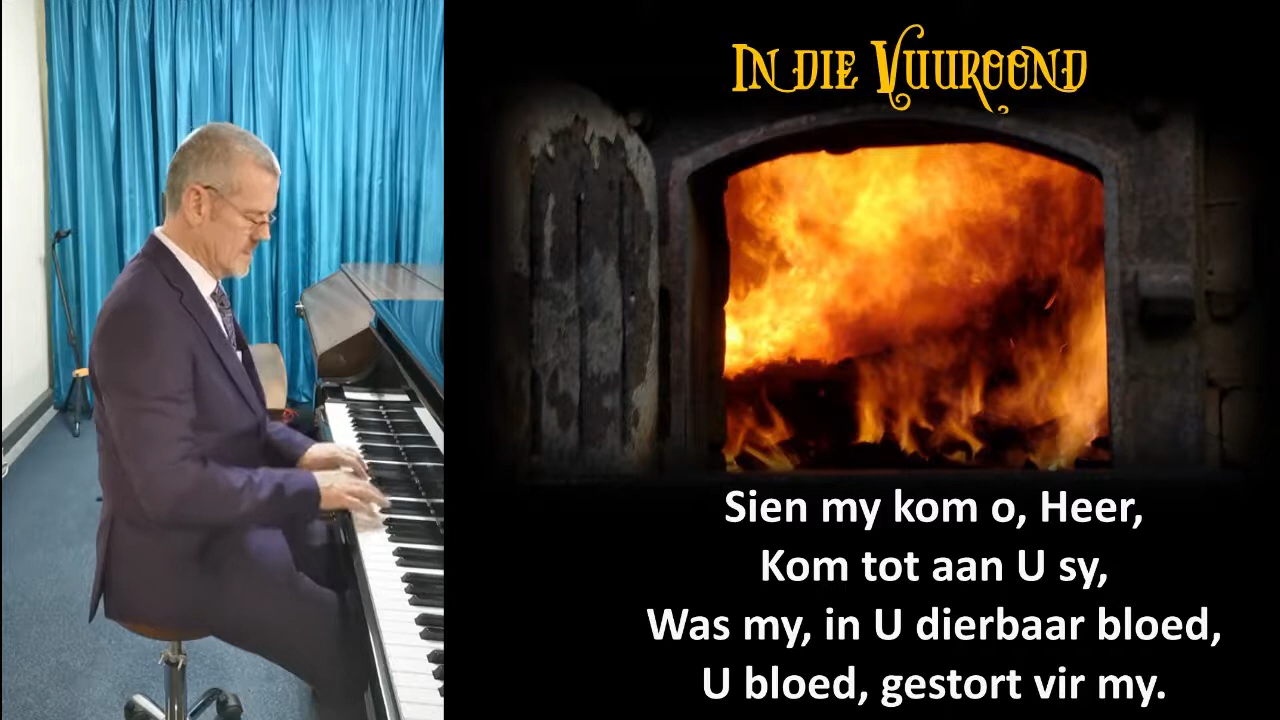 In die Vuuroond
Sien my kom o, Heer,
Kom tot aan U sy,
Was my, in U dierbaar bloed,
U bloed, gestort vir my.